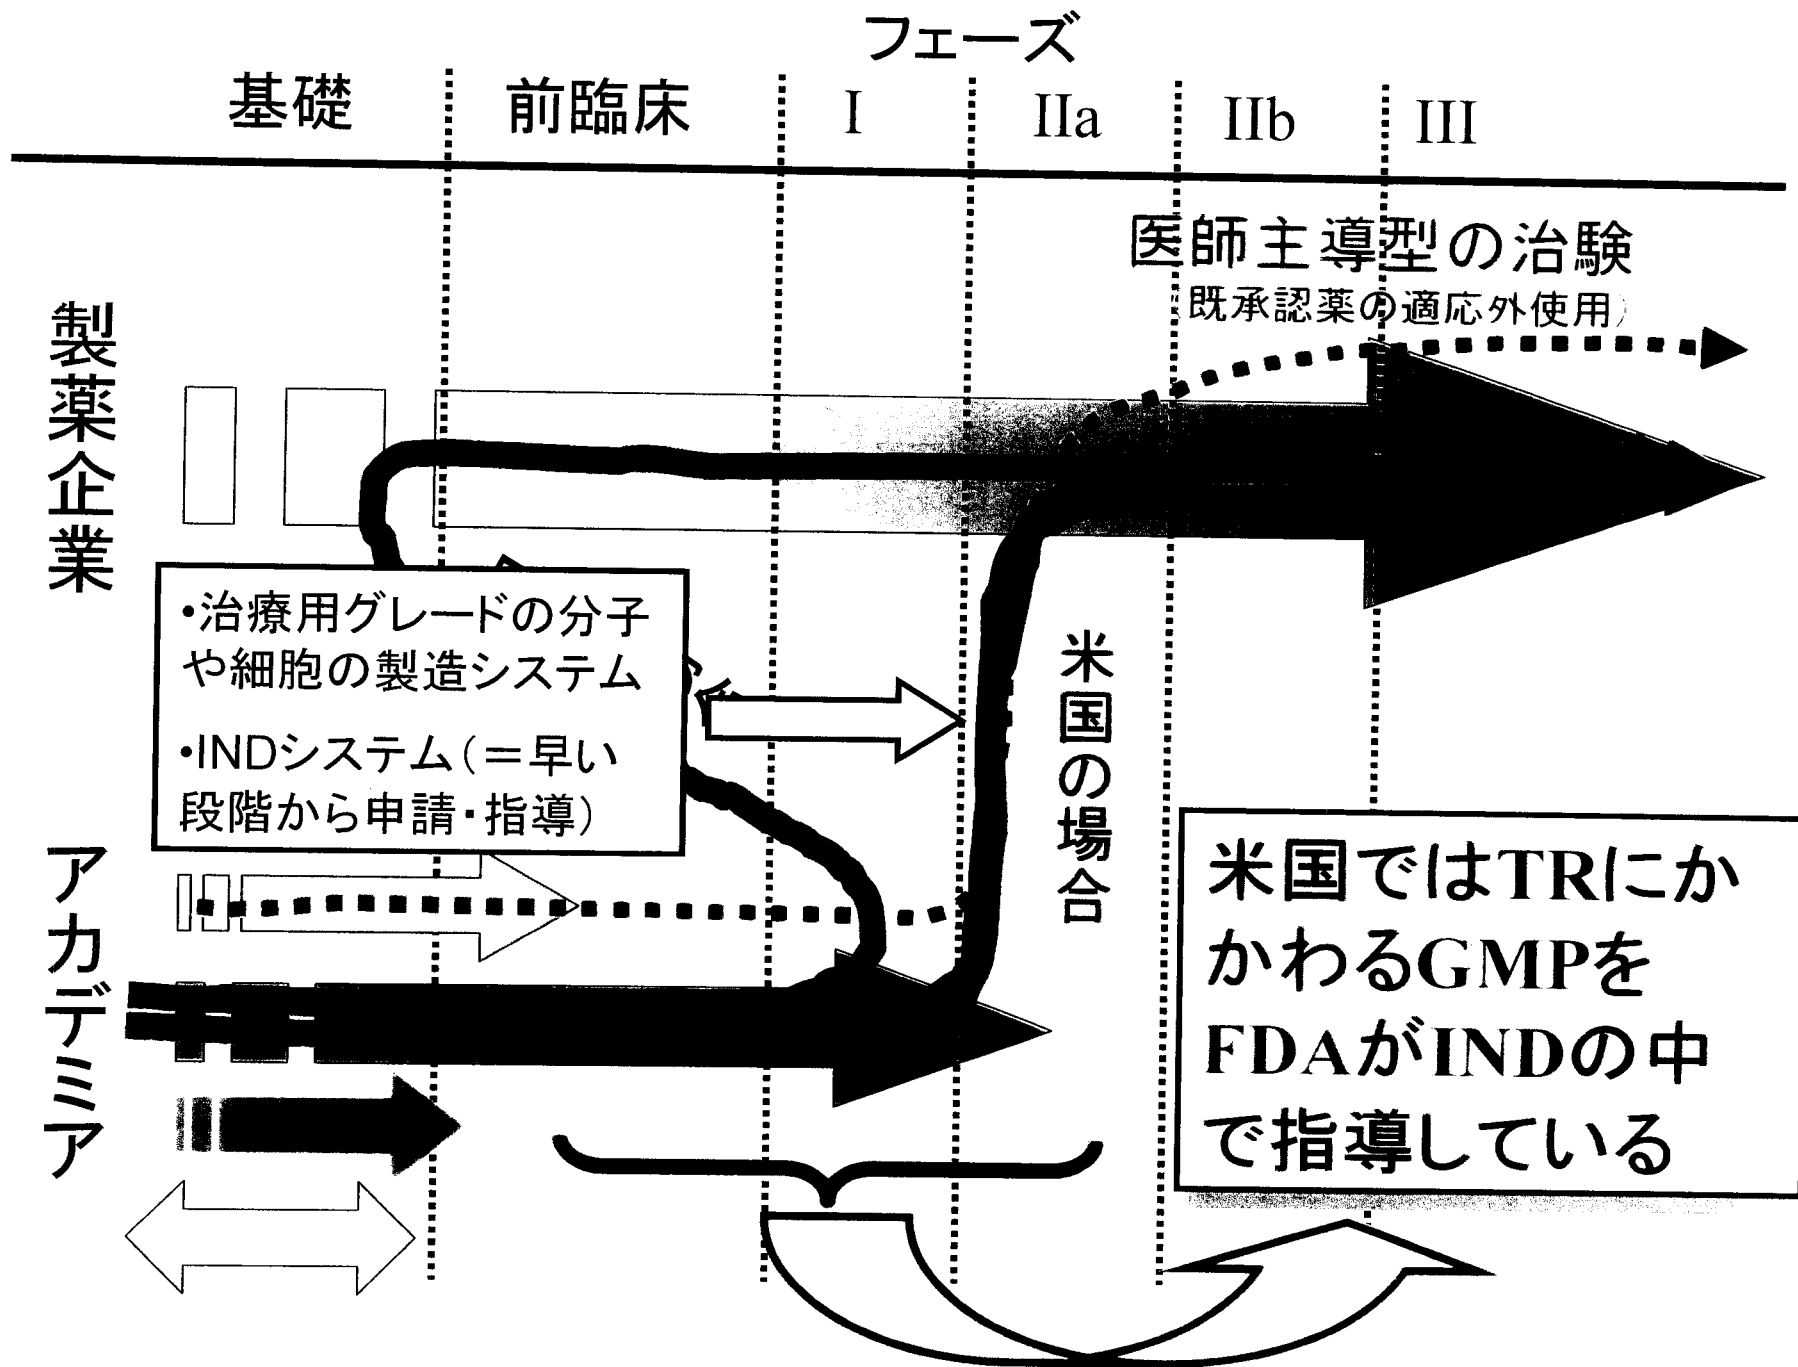 フェーズ
基礎
前臨床
I
IIa
IIb
III
医師主導型の治験
(既承認薬の適応外使用)
製薬企業
•治療用グレードの分子
や細胞の製造システム
•INDシステム(=早い
段階から申請・指導)
米国の場合
アカデミア
米国ではTRにか
かわるGMPを
FDAがINDの中
で指導している